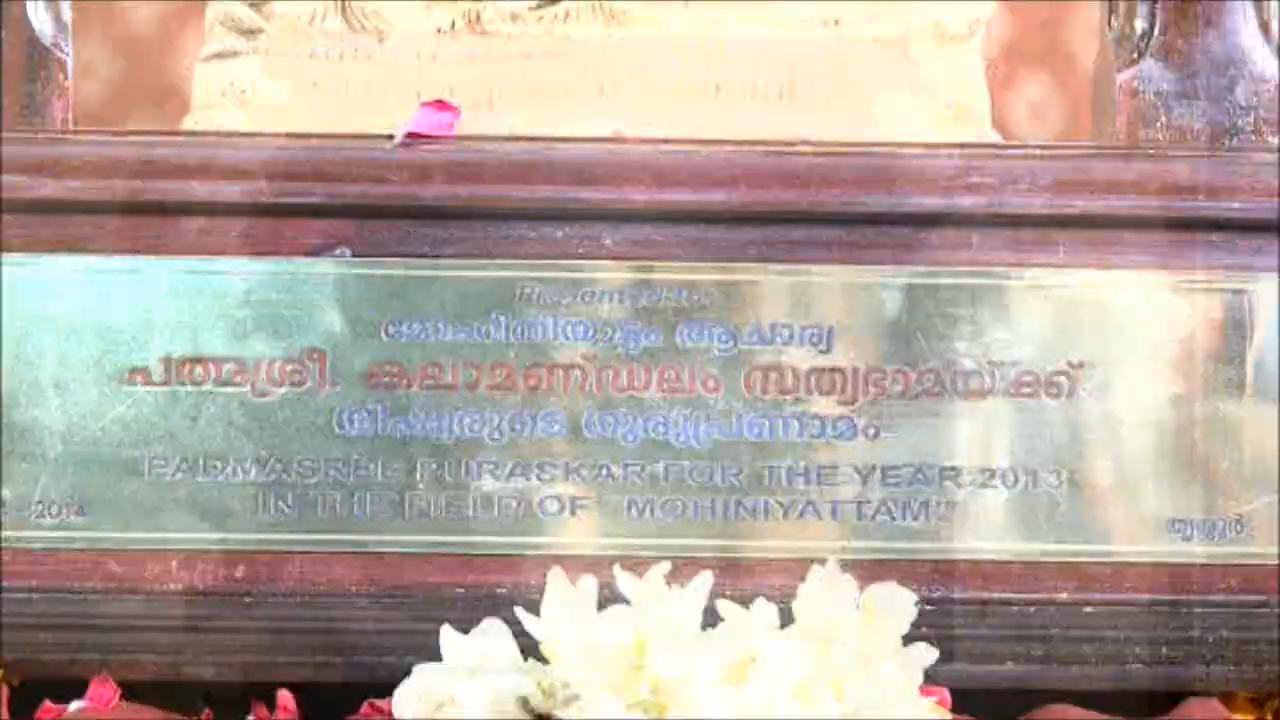 മോഹിനിയാട്ടം ആചാര്യ
പത്മശ്രീ. കലാമണ്ഡലം സത്യഭാമയ്ക്ക്
ശിഷ്യരുടെ ഗുരുപ്രണാമം
PADMASREE PURASKAR FOR THE YEAR 2013
IN THE FIELD OF "MOHINIYATTAM"
2014
തൃശ്ശൂർ